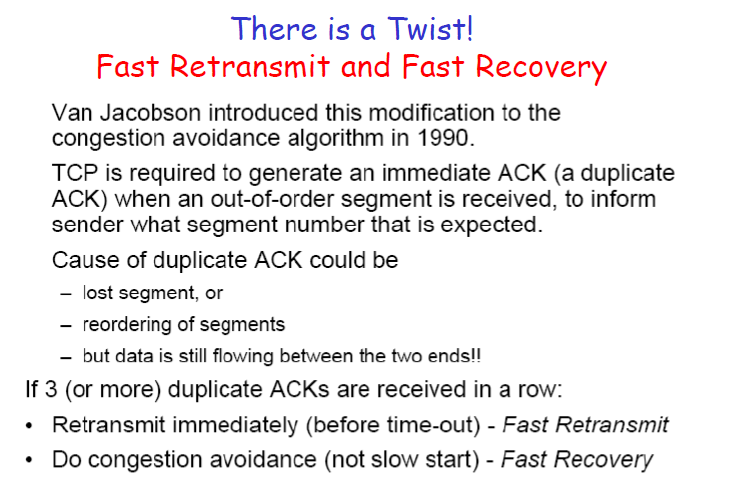 There is a Twist!
Fast Retransmit and Fast Recovery
Van Jacobson introduced this modification to the
congestion avoidance algorithm in 1990.
TCP is required to generate an immediate ACK (a duplicate
ACK) when an out-of-order segment is received, to inform
sender what segment number that is expected.
Cause of duplicate ACK could be
– lost segment, or
– reordering of segments
– but data is still flowing between the two ends!!
If 3 (or more) duplicate ACKs are received in a row:
• Retransmit immediately (before time-out) - Fast Retransmit
• Do congestion avoidance (not slow start) - Fast Recovery